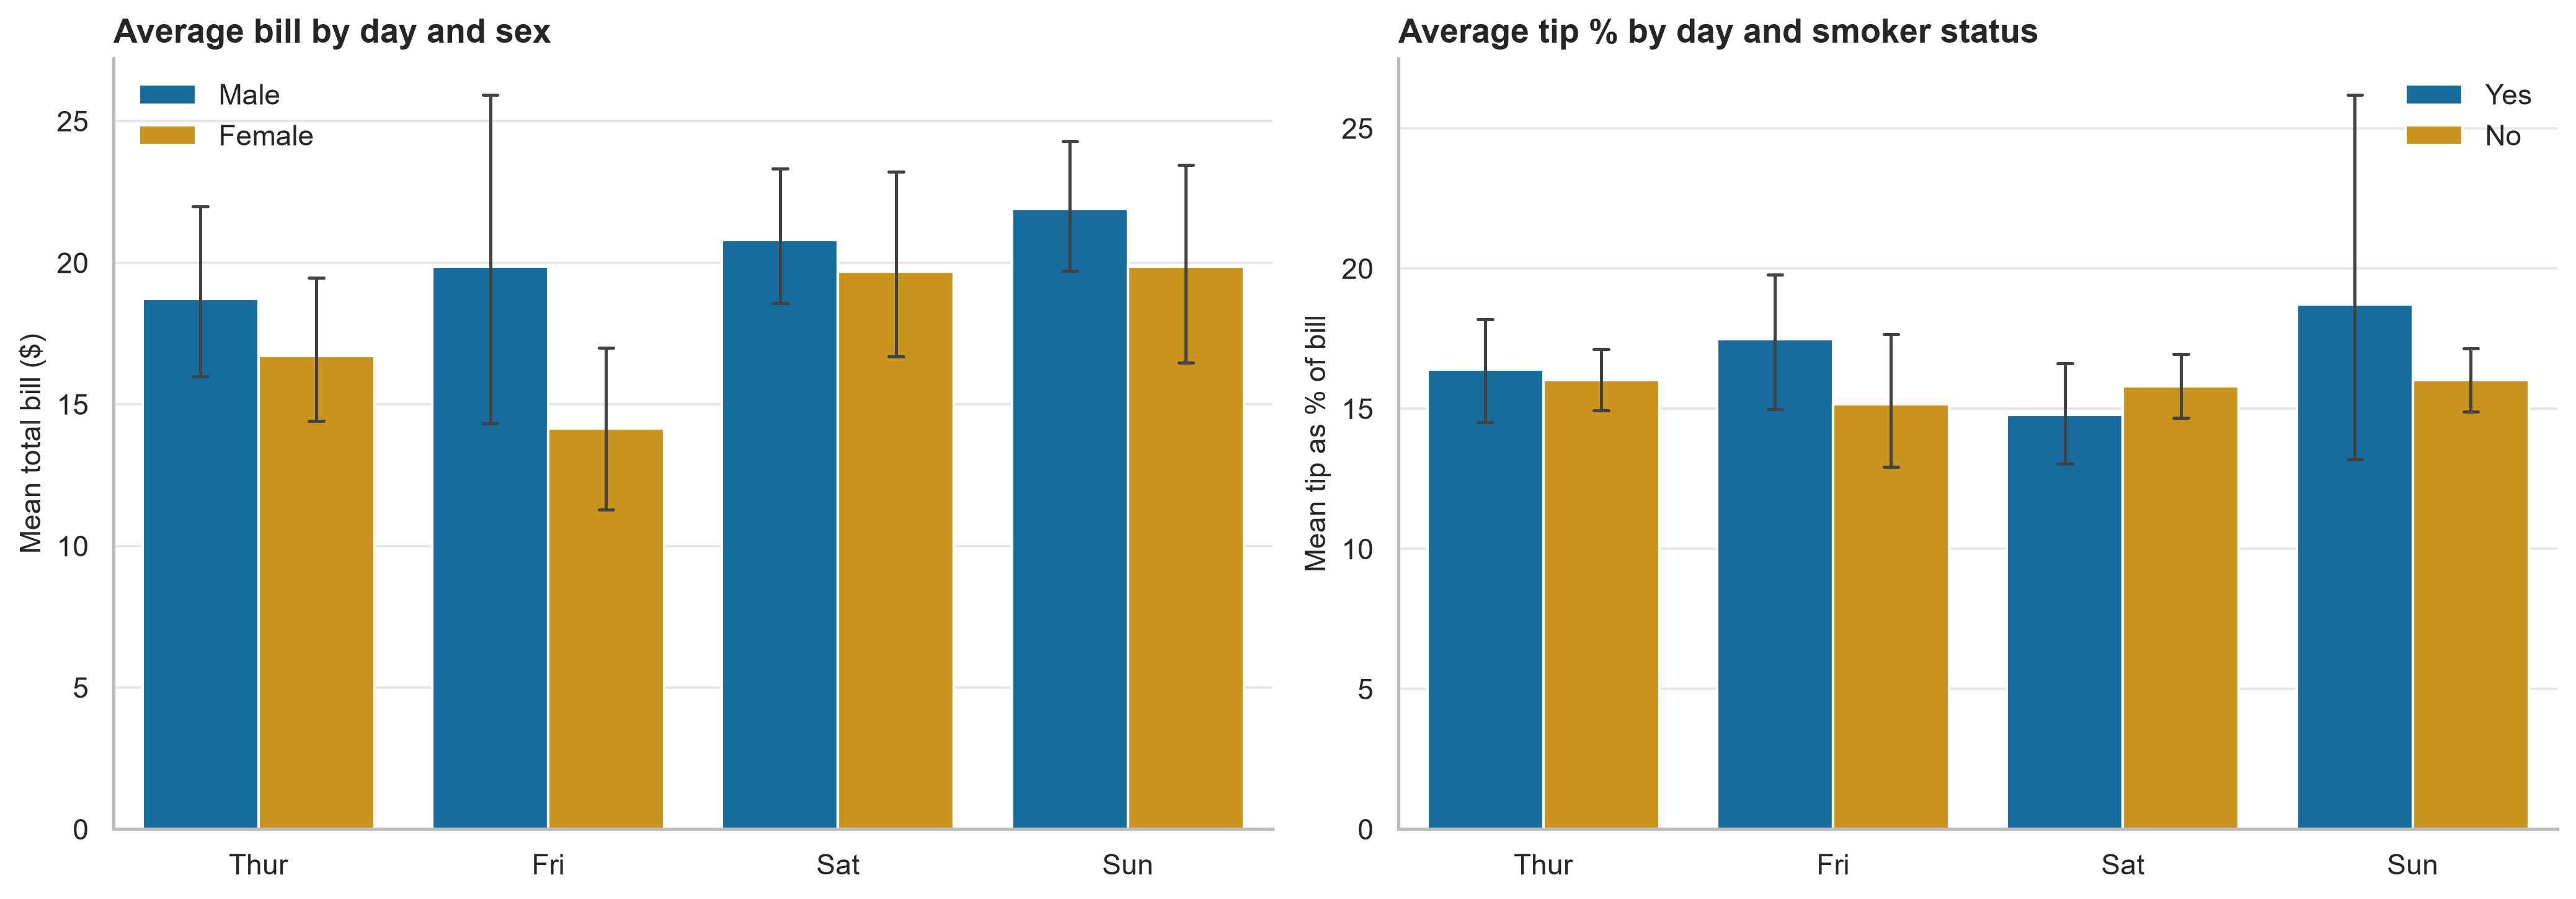 Average bill by day and sex
Male
Female
Mean total bill ($)
25
20
15
10
5
0
Thur Fri Sat Sun
Average tip % by day and smoker status
Yes
No
Mean tip as % of bill
25
20
15
10
5
0
Thur Fri Sat Sun